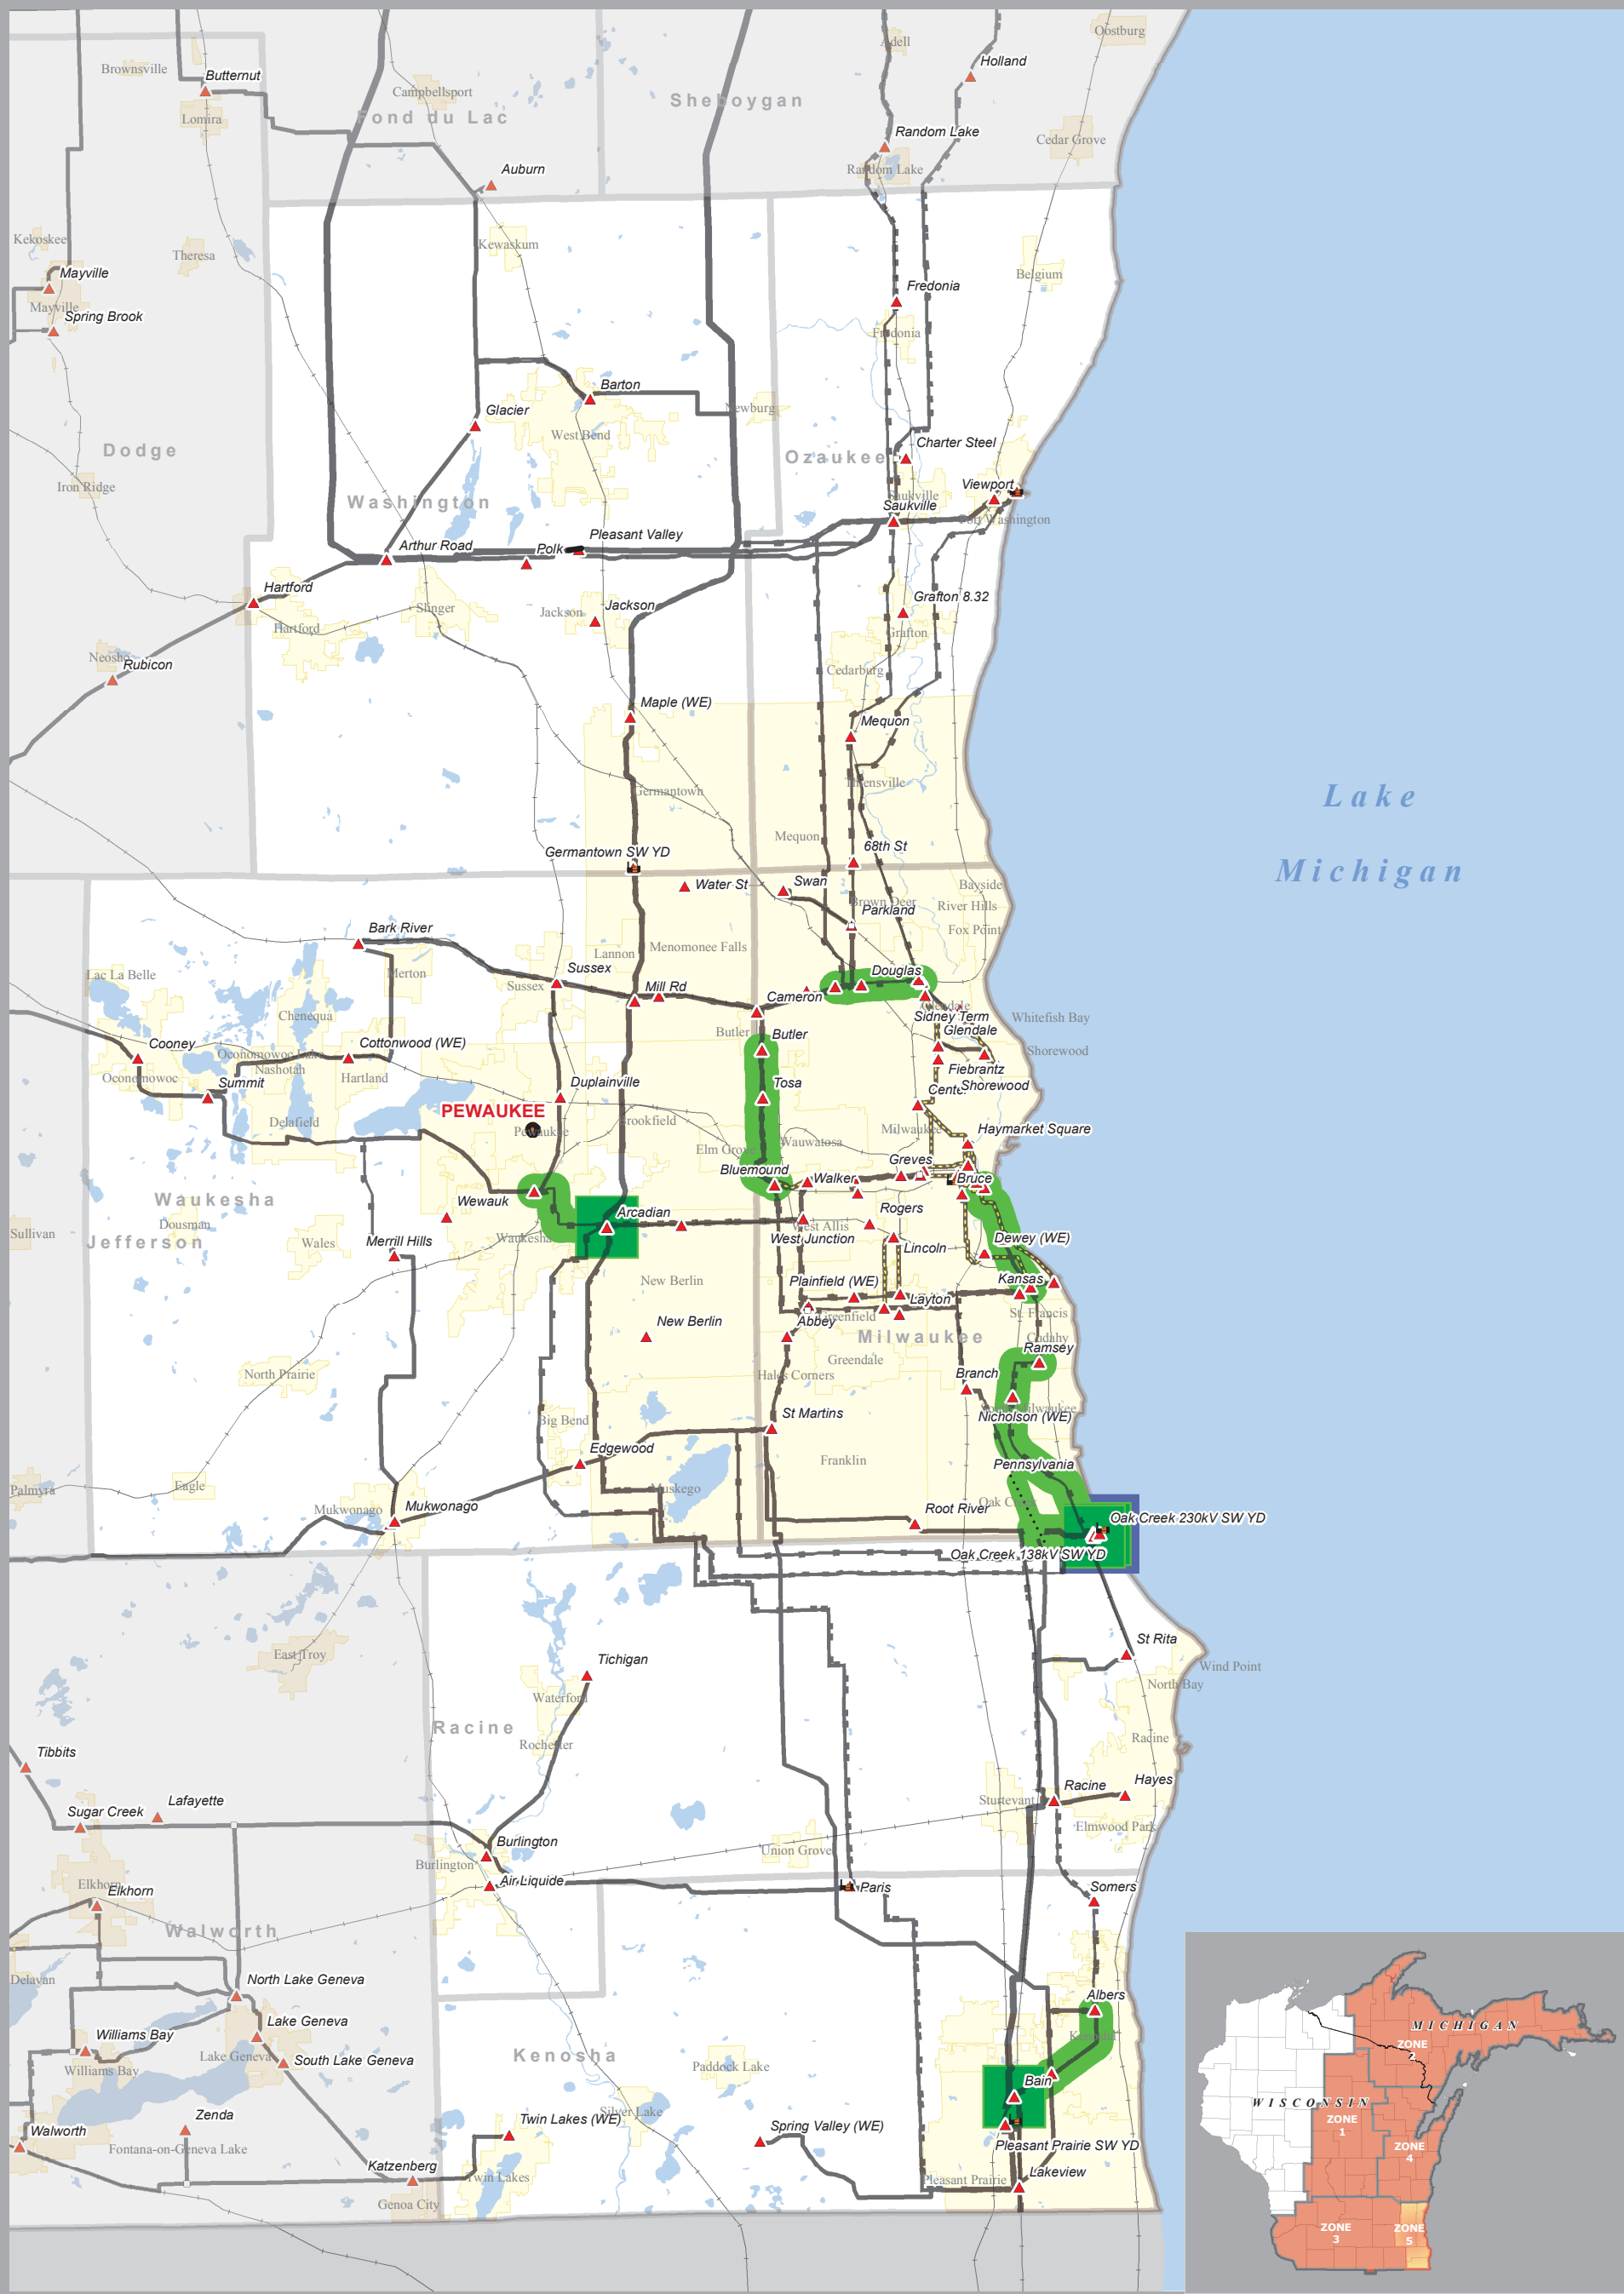 Oostburg
Adell
Holland
Brownsville
Butternut
Campbellsport
Sheboygan
Lomira
Fond du Lac
Random Lake
Cedar Grove
Auburn
Random Lake
Kekoskee
Theresa
Kewaskum
Mayville
Belgium
Fredonia
Mayville
Spring Brook
Fredonia
Barton
Glacier
Newburg
West Bend
Charter Steel
Dodge
Ozaukee
Iron Ridge
Washington
Viewport
Saukville
Saukville
Port Washington
Arthur Road
Polk
Pleasant Valley
Hartford
Slinger
Jackson
Jackson
Grafton 8.32
Hartford
Grafton
Neosho
Rubicon
Cedarburg
Maple (WE)
Mequon
Thiensville
Germantown
Lake
Mequon
68th St
Germantown SW YD
Michigan
Water St
Swan
Bayside
Brown Deer
River Hills
Parkland
Bark River
Fox Point
Lannon
Menomonee Falls
Lac La Belle
Merton
Sussex
Douglas
Sussex
Mill Rd
Cameron
Glendale
Chenequa
Sidney Term
Whitefish Bay
Butler
Butler
Glendale
Cooney
Cottonwood (WE)
Oconomowoc Lake
Shorewood
Nashotah
Fiebrantz
Oconomowoc
Hartland
Summit
Duplainville
Tosa
Center
Shorewood
PEWAUKEE
Delafield
Pewaukee
Brookfield
Milwaukee
Haymarket Square
Wauwatosa
Elm Grove
Greves
Bluemound
Walker
Bruce
Waukesha
Wewauk
Arcadian
Rogers
Dousman
West Allis
Sullivan
Jefferson
Wales
Waukesha
West Junction
Dewey (WE)
Merrill Hills
Lincoln
New Berlin
Plainfield (WE)
Kansas
Layton
St. Francis
New Berlin
Abbey
Greenfield
Milwaukee
Cudahy
Ramsey
Greendale
North Prairie
Hales Corners
Branch
South Milwaukee
St Martins
Nicholson (WE)
Big Bend
Edgewood
Franklin
Pennsylvania
Palmyra
Eagle
Muskego
Oak Creek
Mukwonago
Mukwonago
Root River
Oak Creek 230kV SW YD
Oak Creek 138kV SW YD
East Troy
St Rita
Tichigan
Wind Point
North Bay
Waterford
Racine
Rochester
Racine
Tibbits
Racine
Hayes
Lafayette
Sturtevant
Sugar Creek
Elmwood Park
Burlington
Union Grove
Burlington
Air Liquide
Paris
Somers
Elkhorn
Elkhorn
Walworth
Delavan
North Lake Geneva
Albers
Lake Geneva
Williams Bay
Kenosha
Kenosha
Lake Geneva
South Lake Geneva
Williams Bay
Paddock Lake
Bain
Zenda
Twin Lakes (WE)
Silver Lake
Spring Valley (WE)
Walworth
Fontana-on-Geneva Lake
Pleasant Prairie SW YD
Katzenberg
Twin Lakes
Pleasant Prairie
Lakeview
Genoa City
MICHIGAN
ZONE
2
WISCONSIN
ZONE
1
ZONE
4
ZONE
3
ZONE
5